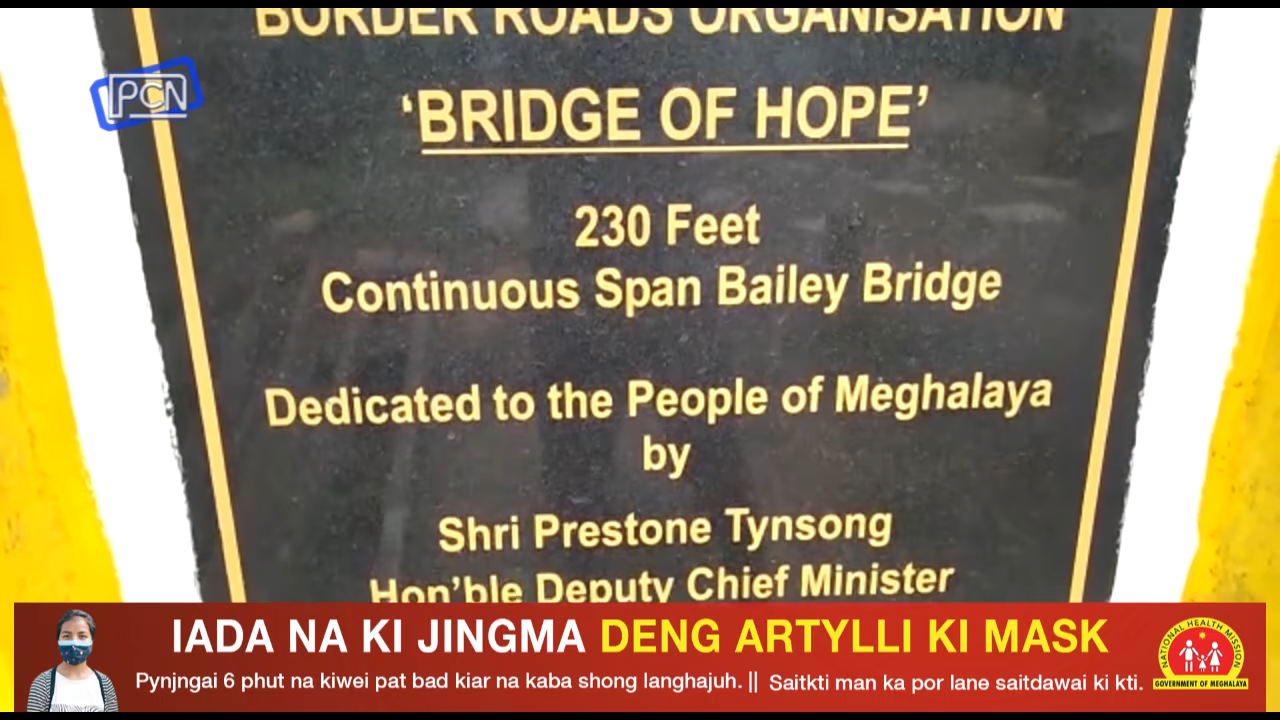 BORDER ROADS ORGANISATION
PCN
‘BRIDGE OF HOPE’
230 Feet
Continuous Span Bailey Bridge
Dedicated to the People of Meghalaya
by
Shri Prestone Tynsong
Hon’ble Deputy Chief Minister
IADA NA KI JINGMA DENG ARTYLLI KI MASK
Pynjngai 6 phut na kiwei pat bad kiar na kaba shong langhajuh. || Saitkti man ka por lane saitdawai ki kti.
NATIONAL HEALTH MISSION
GOVERNMENT OF MEGHALAYA